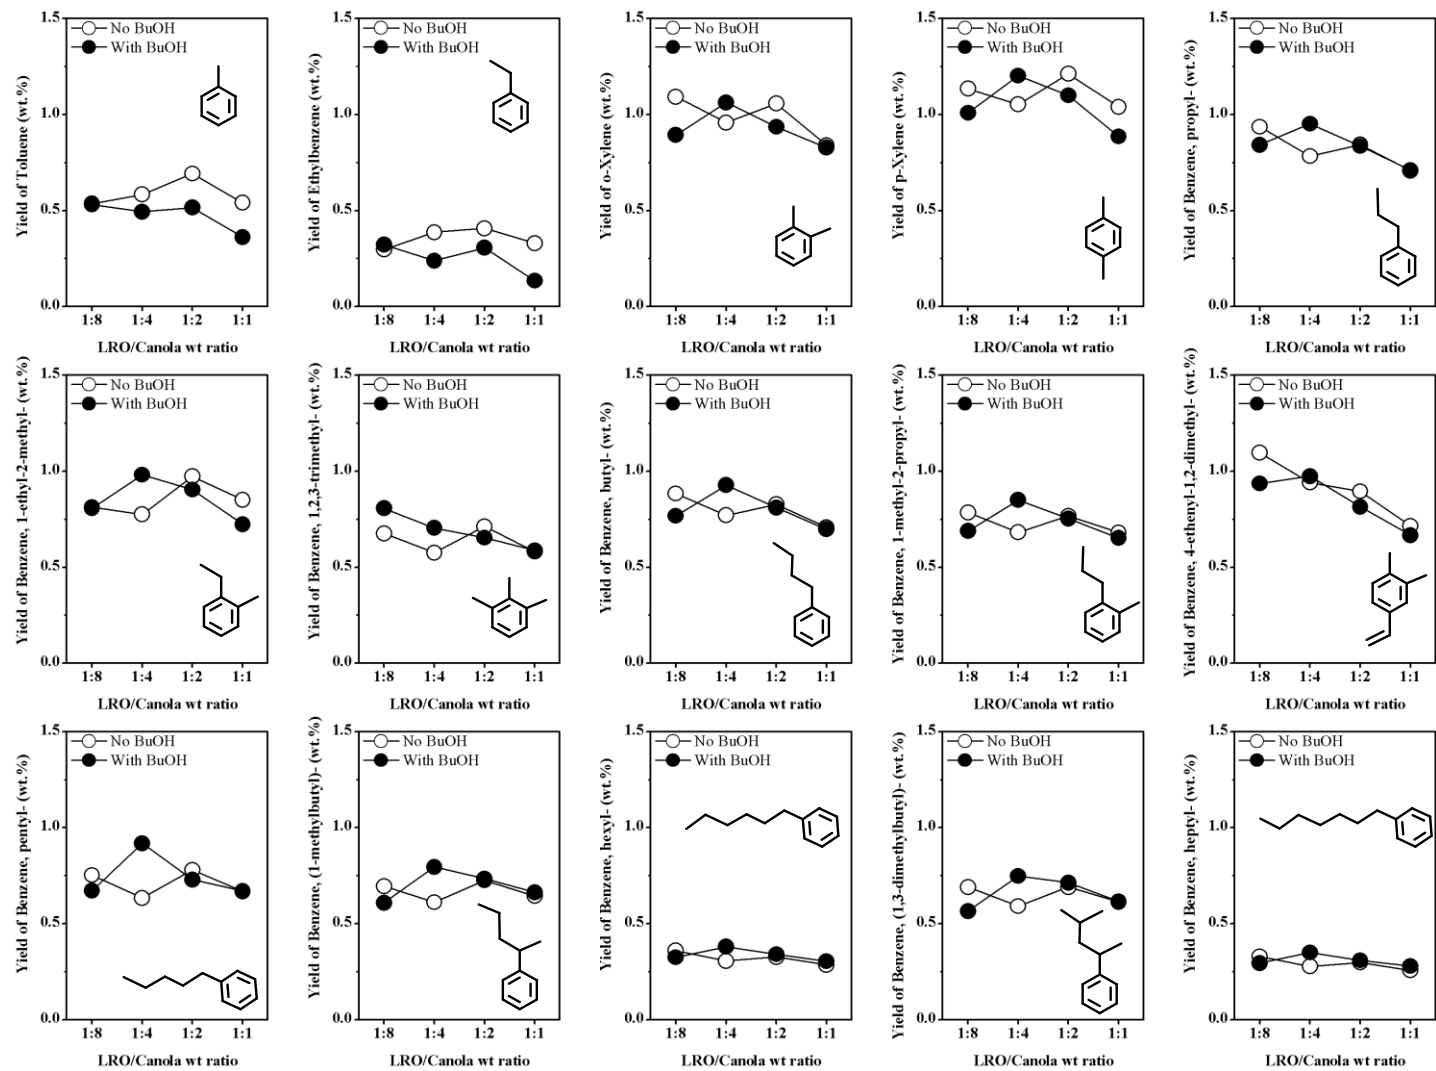 Yield of Toluene (wt.%)
1.5
1.0
0.5
0.0
No BuOH
With BuOH
1:8 1:4 1:2 1:1
LRO/Canola wt ratio
Yield of Ethylbenzene (wt.%)
1.5
1.0
0.5
0.0
No BuOH
With BuOH
1:8 1:4 1:2 1:1
LRO/Canola wt ratio
Yield of o-Xylene (wt.%)
1.5
1.0
0.5
0.0
No BuOH
With BuOH
1:8 1:4 1:2 1:1
LRO/Canola wt ratio
Yield of p-Xylene (wt.%)
1.5
1.0
0.5
0.0
No BuOH
With BuOH
1:8 1:4 1:2 1:1
LRO/Canola wt ratio
Yield of Benzene, propyl- (wt.%)
1.5
1.0
0.5
0.0
No BuOH
With BuOH
1:8 1:4 1:2 1:1
LRO/Canola wt ratio
Yield of Benzene, 1-ethyl-2-methyl- (wt.%)
1.5
1.0
0.5
0.0
No BuOH
With BuOH
1:8 1:4 1:2 1:1
LRO/Canola wt ratio
Yield of Benzene, 1,2,3-trimethyl- (wt.%)
1.5
1.0
0.5
0.0
No BuOH
With BuOH
1:8 1:4 1:2 1:1
LRO/Canola wt ratio
Yield of Benzene, butyl- (wt.%)
1.5
1.0
0.5
0.0
No BuOH
With BuOH
1:8 1:4 1:2 1:1
LRO/Canola wt ratio
Yield of Benzene, 1-methyl-2-propyl- (wt.%)
1.5
1.0
0.5
0.0
No BuOH
With BuOH
1:8 1:4 1:2 1:1
LRO/Canola wt ratio
Yield of Benzene, 4-ethenyl-1,2-dimethyl- (wt.%)
1.5
1.0
0.5
0.0
No BuOH
With BuOH
1:8 1:4 1:2 1:1
LRO/Canola wt ratio
Yield of Benzene, pentyl- (wt.%)
1.5
1.0
0.5
0.0
No BuOH
With BuOH
1:8 1:4 1:2 1:1
LRO/Canola wt ratio
Yield of Benzene, (1-methylbutyl)- (wt.%)
1.5
1.0
0.5
0.0
No BuOH
With BuOH
1:8 1:4 1:2 1:1
LRO/Canola wt ratio
Yield of Benzene, hexyl- (wt.%)
1.5
1.0
0.5
0.0
No BuOH
With BuOH
1:8 1:4 1:2 1:1
LRO/Canola wt ratio
Yield of Benzene, (1,3-dimethylbutyl)- (wt.%)
1.5
1.0
0.5
0.0
No BuOH
With BuOH
1:8 1:4 1:2 1:1
LRO/Canola wt ratio
Yield of Benzene, heptyl- (wt.%)
1.5
1.0
0.5
0.0
No BuOH
With BuOH
1:8 1:4 1:2 1:1
LRO/Canola wt ratio